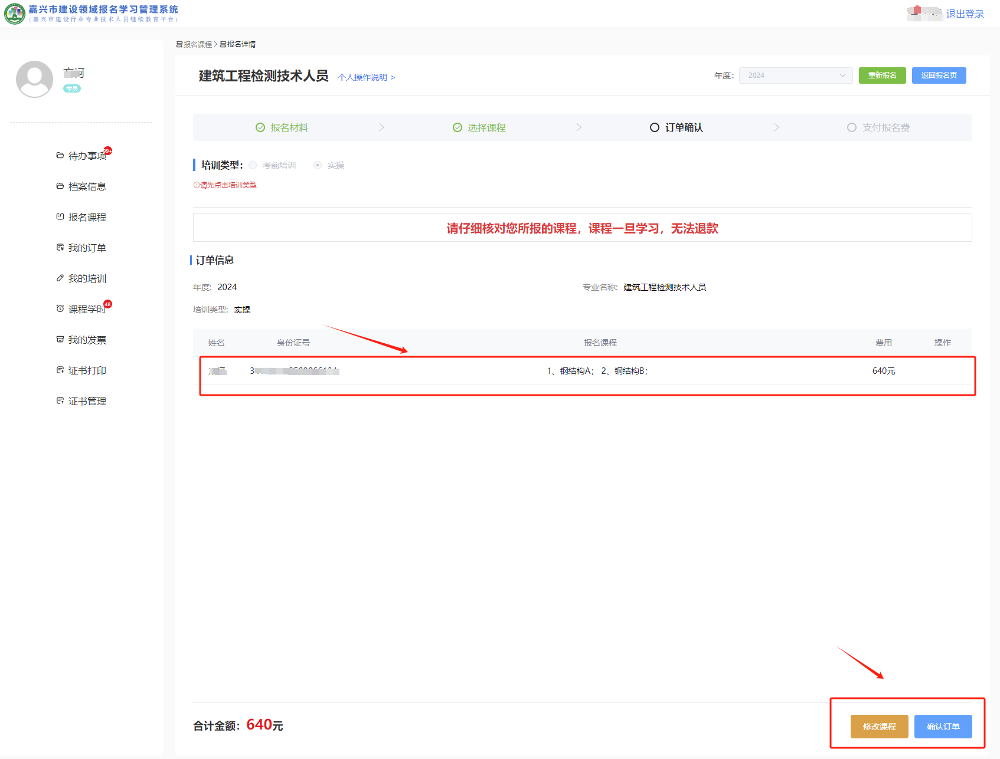 嘉兴市建设领域报名学习管理系统
(嘉兴市建设行业专业技术人员继续教育平台)
退出登录
报名课程 > 报名详情
学员
建筑工程检测技术人员 个人操作说明 >
年度: 2024 重新报名 返回报名页
报名材料 > 选择课程 > 订单确认 > 支付报名费
待办事项 99+
档案信息
报名课程
我的订单
我的培训
课程学时 48
我的发票
证书打印
证书管理
培训类型: 考前培训 实操
请先点击培训类型
请仔细核对您所报的课程，课程一旦学习，无法退款
订单信息
年度: 2024 专业名称: 建筑工程检测技术人员
培训类型: 实操
姓名 身份证号 报名课程 费用 操作
1、钢结构A； 2、钢结构B； 640元
合计金额: 640元
修改课程 确认订单